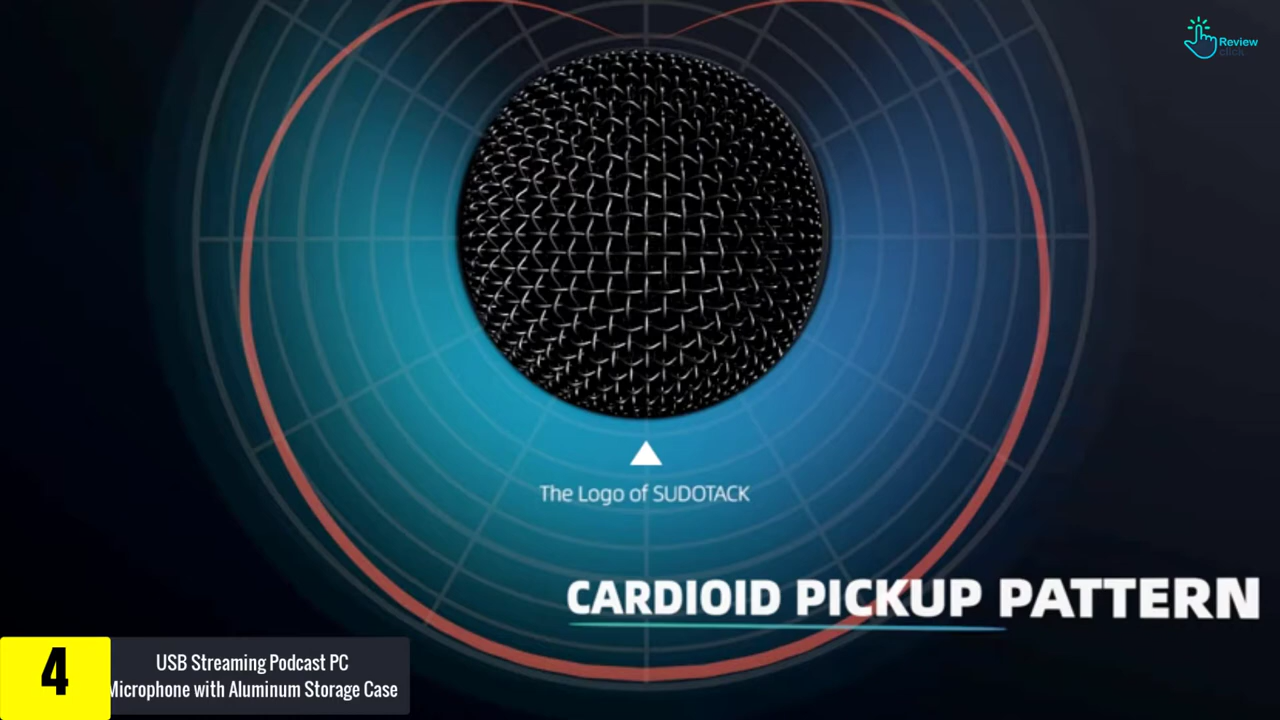 Review
click
The Logo of SUDOTACK
CARDIOID PICKUP PATTERN
4
USB Streaming Podcast PC
Microphone with Aluminum Storage Case